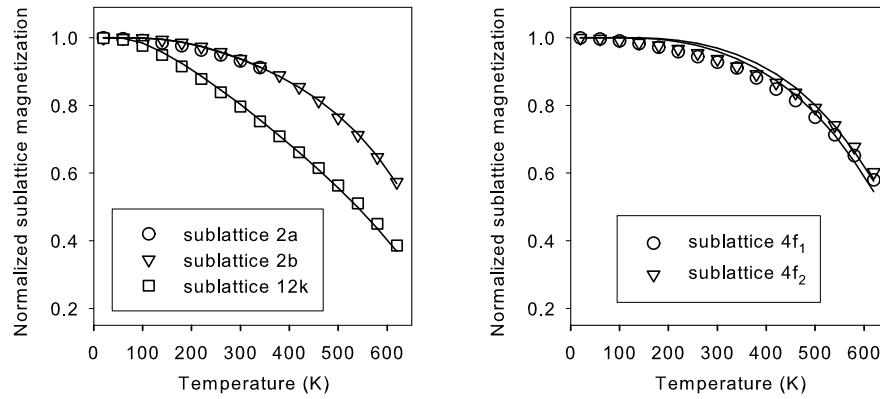 Normalized sublattice magnetization
1.0
0.8
0.6
0.4
0.2
sublattice 2a
sublattice 2b
sublattice 12k
0 100 200 300 400 500 600
Temperature (K)
Normalized sublattice magnetization
1.0
0.8
0.6
0.4
0.2
sublattice 4f₁
sublattice 4f₂
0 100 200 300 400 500 600
Temperature (K)